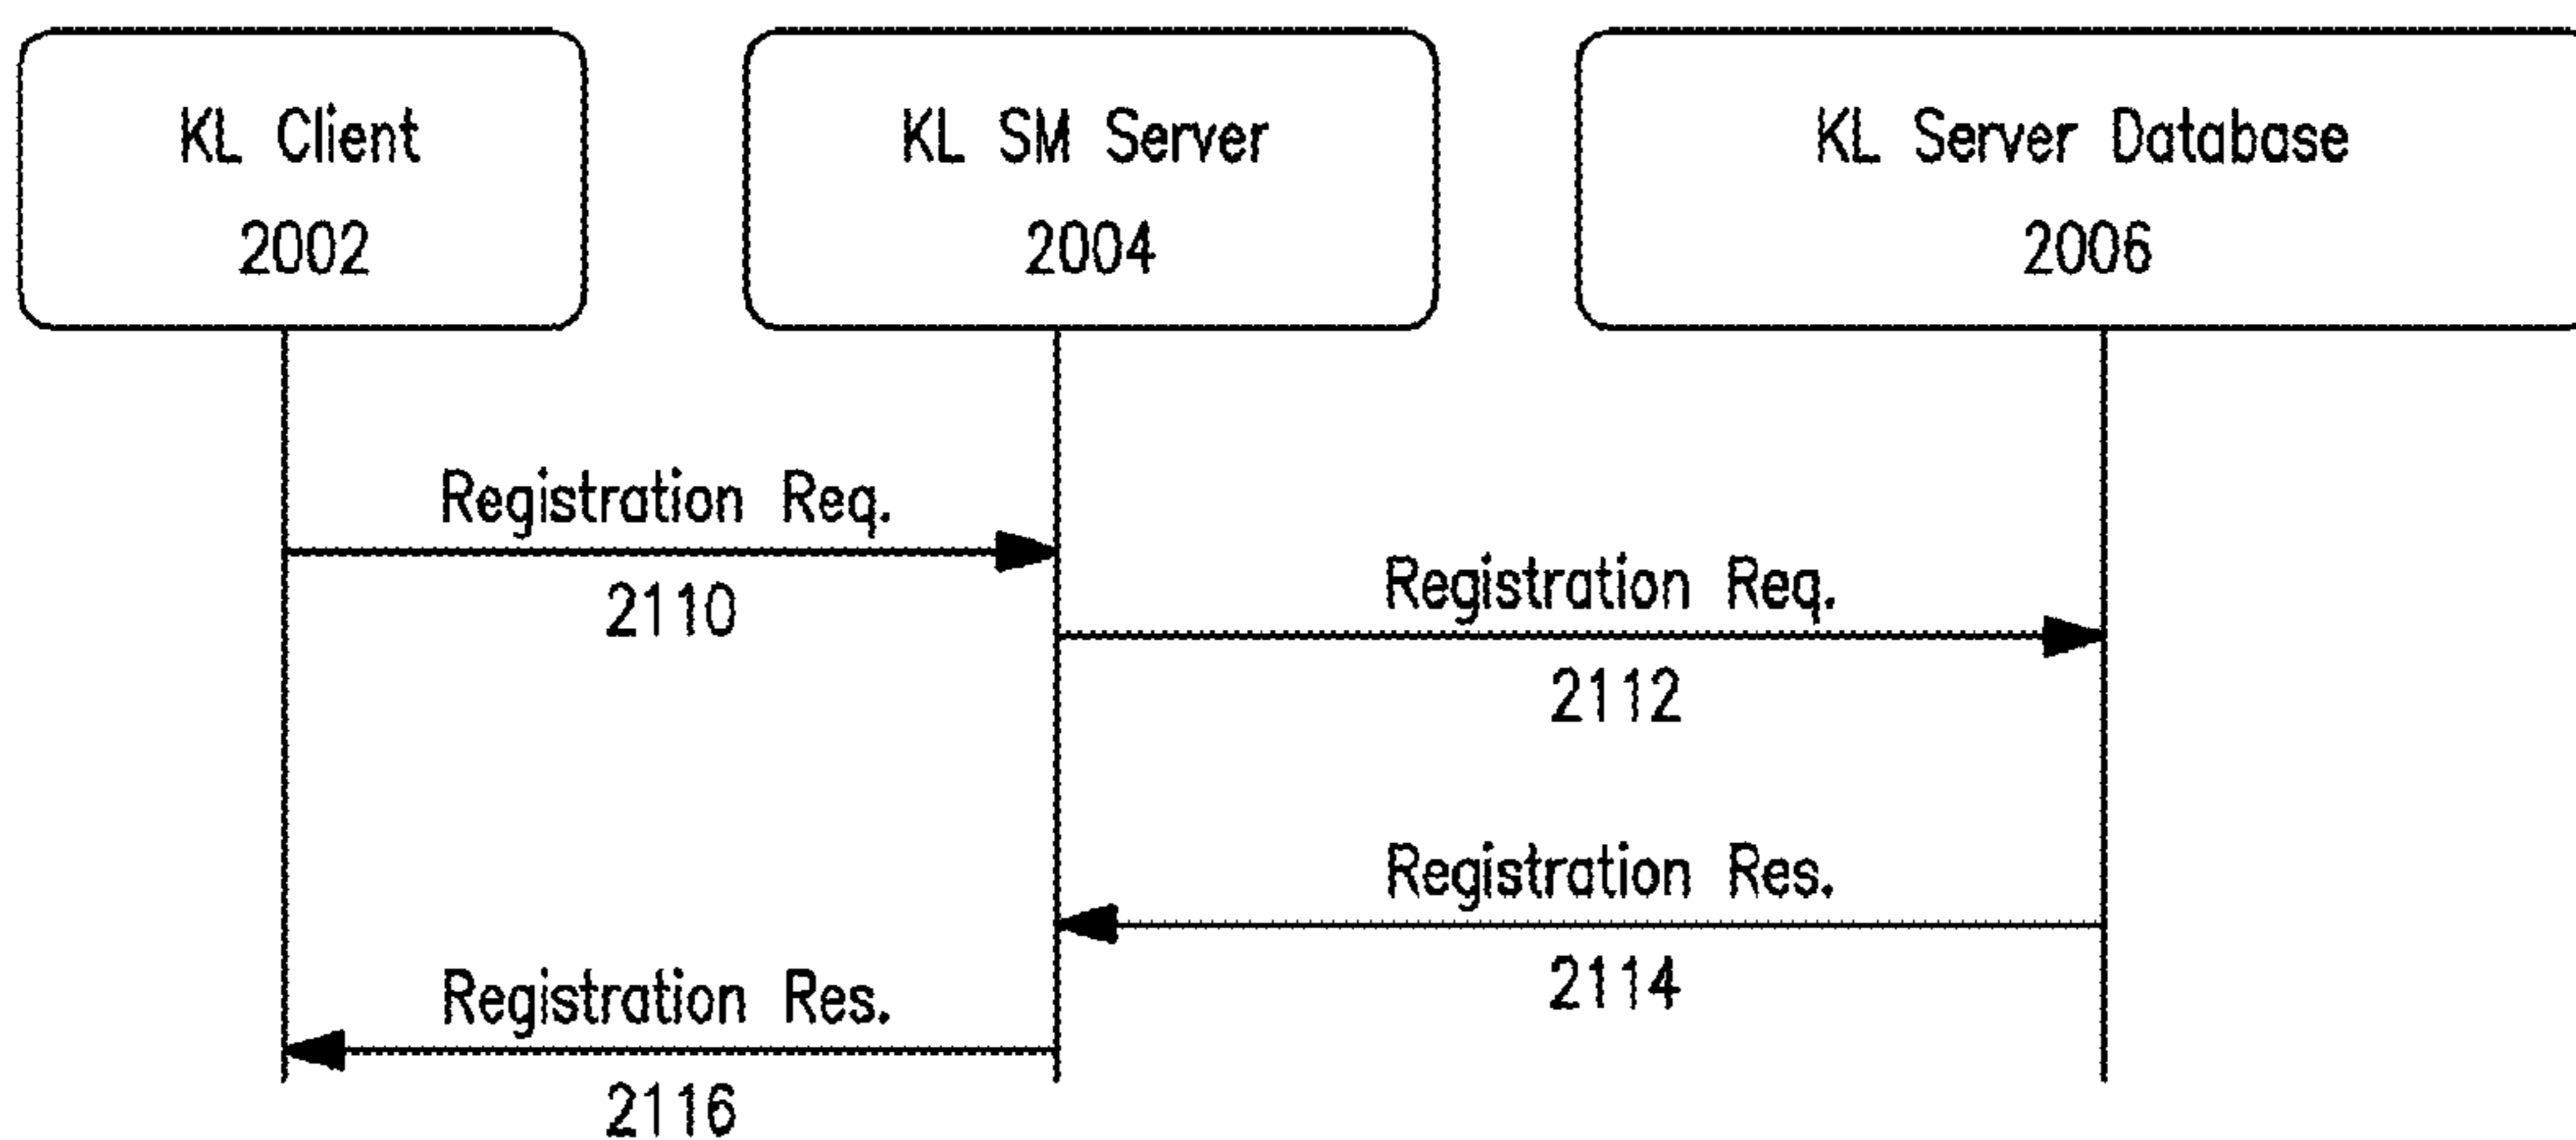 KL Client
2002
KL SM Server
2004
KL Server Database
2006
Registration Req.
2110
Registration Req.
2112
Registration Res.
2114
Registration Res.
2116